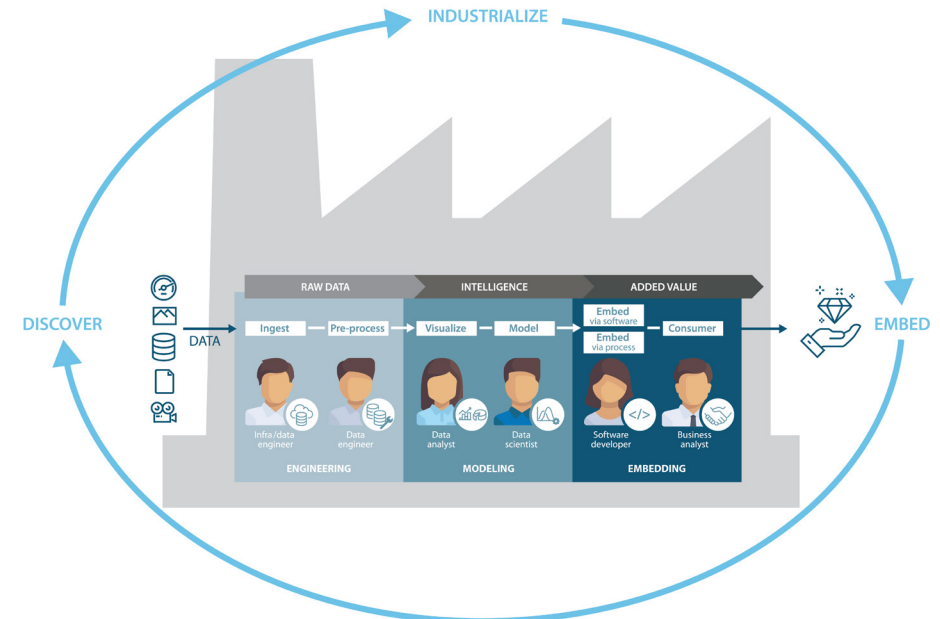 INDUSTRIALIZE
DISCOVER
EMBED
DATA
RAW DATA
INTELLIGENCE
ADDED VALUE
Ingest
Pre-process
Visualize
Model
Embed
via software
Embed
via process
Consumer
Infra/data
engineer
Data
engineer
Data
analyst
Data
scientist
</>
Software
developer
Business
analyst
ENGINEERING
MODELING
EMBEDDING